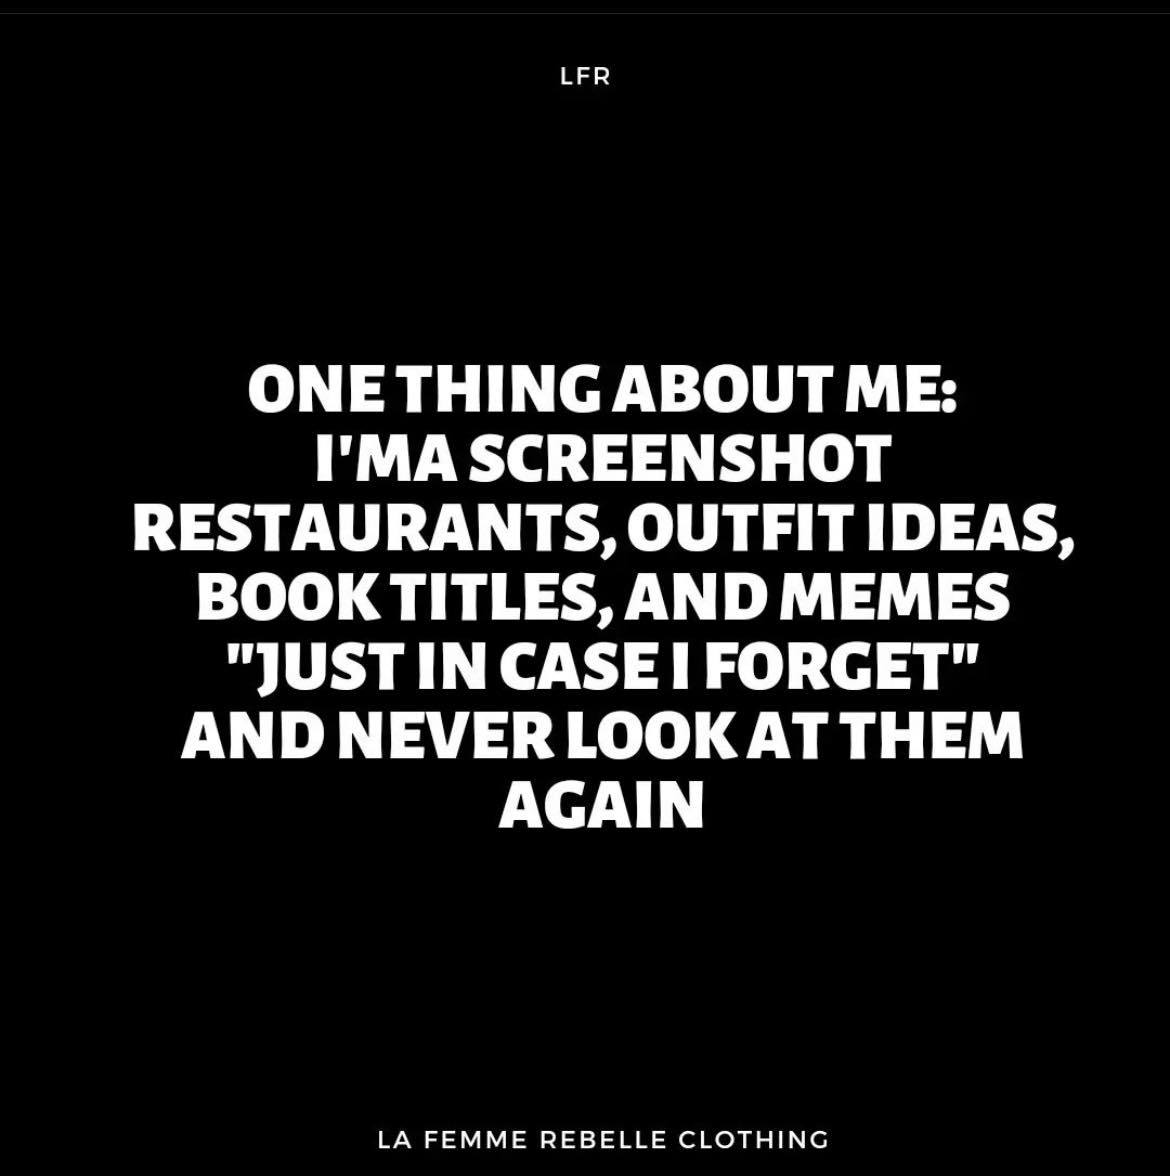 LFR
ONE THING ABOUT ME:
I'MA SCREENSHOT
RESTAURANTS, OUTFIT IDEAS,
BOOK TITLES, AND MEMES
"JUST IN CASE I FORGET"
AND NEVER LOOK AT THEM
AGAIN
LA FEMME REBELLE CLOTHING